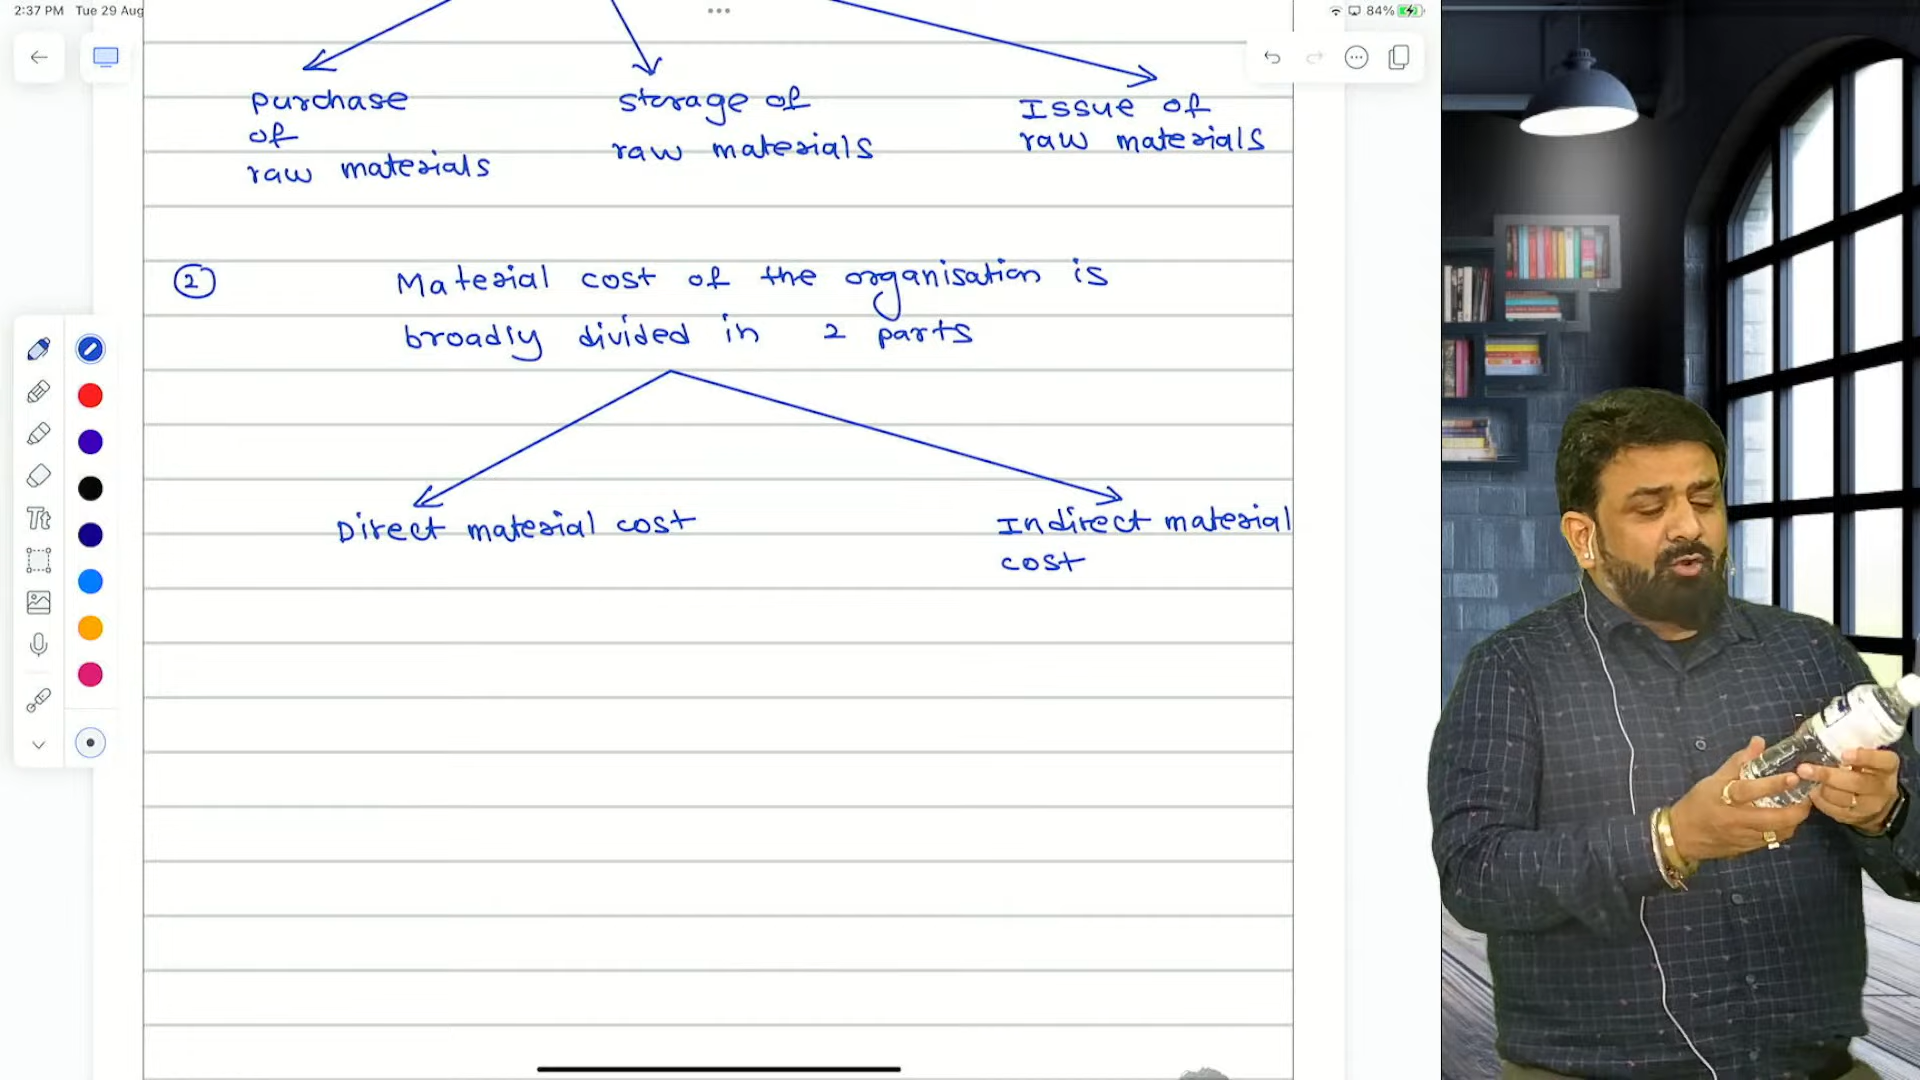 2:37 PM Tue 29 Aug
84%
purchase
of
raw materials
storage of
raw materials
Issue of
raw materials
2
Material cost of the organisation is
broadly divided in 2 parts
Direct material cost
Indirect material
cost
Tt